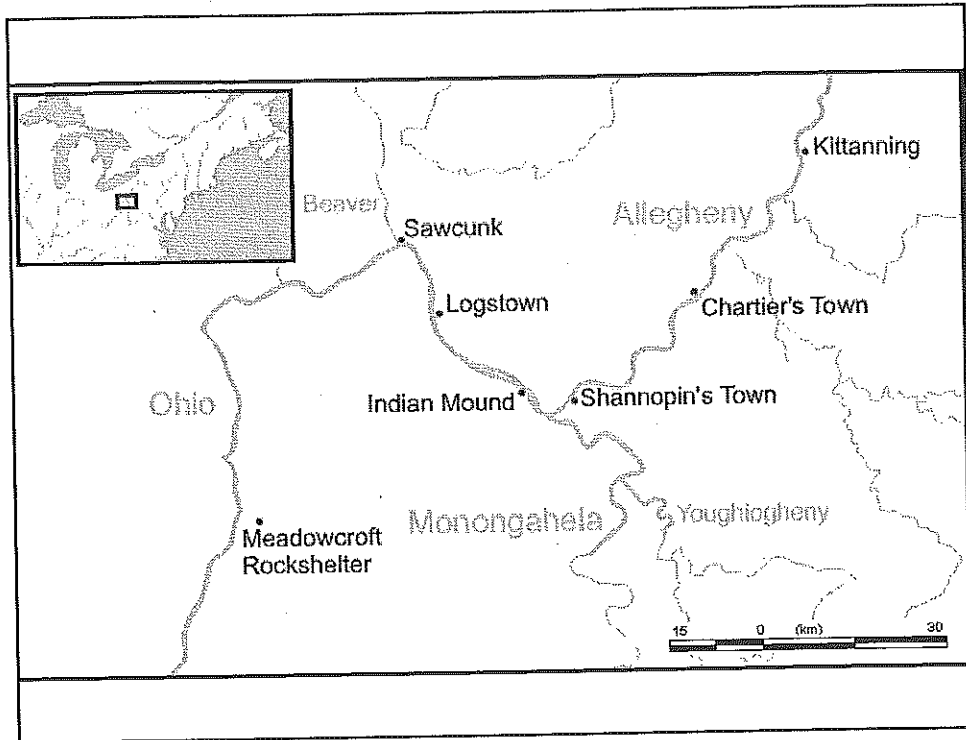 Kittanning
Beaver
Allegheny
Sawcunk
Logstown
Chartier's Town
Ohio
Indian Mound
Shannopin's Town
Monongahela
Youghiogheny
Meadowcroft
Rockshelter
15 0 (km) 30